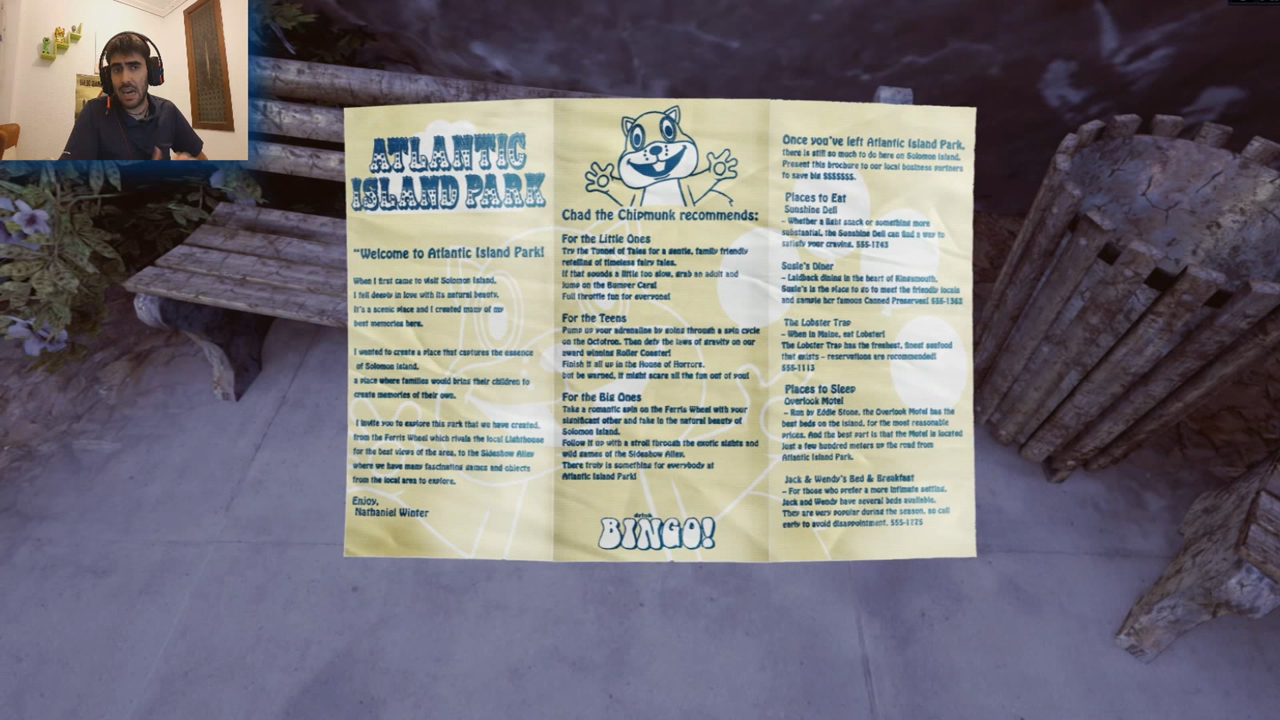 ATLANTIC
ISLAND PARK
"Welcome to Atlantic Island Park!
When I first came to visit Solomon Island,
I fell deeply in love with its natural beauty.
It's a scenic place and I created many of my
best memories here.
I wanted to create a place that captures the essence
of Solomon Island,
a place where families would bring their children to
create memories of their own.
I invite you to explore this park that we have created,
from the Ferris Wheel which rivals the local Lighthouse
for the best views of the area, to the Sideshow Alley
where we have many fascinating games and objects
from the local area to explore.
Enjoy,
Nathaniel Winter
Chad the Chipmunk recommends:
For the Little Ones
Try the Tunnel of Tales for a gentle, family friendly
retelling of timeless fairy tales.
If that sounds a little too slow, grab an adult and
jump on the Bumper Cars!
Full throttle fun for everyone!
For the Teens
Pump up your adrenaline by going through a spin cycle
on the Octotron. Then defy the laws of gravity on our
award winning Roller Coaster!
Finish it all up in the House of Horrors,
but be warned, it might scare all the fun out of you!
For the Big Ones
Take a romantic spin on the Ferris Wheel with your
significant other and take in the natural beauty of
Solomon Island.
Follow it up with a stroll through the exotic sights and
wild games of the Sideshow Alley.
There truly is something for everybody at
Atlantic Island Park!
drink
BINGO!
Once you've left Atlantic Island Park,
there is still so much to do here on Solomon Island.
Present this brochure to our local business partners
to save big $$$$$$$.
Places to Eat
Sunshine Deli
- Whether a light snack or something more
substantial, the Sunshine Deli can find a way to
satisfy your craving. 555-1243
Susie's Diner
- Laidback dining in the heart of Kingsmouth,
Susie's is the place to go to meet the friendly locals
and sample her famous Canned Preserves! 555-1362
The Lobster Trap
- When in Maine, eat Lobster!
The Lobster Trap has the freshest, finest seafood
that exists - reservations are recommended!
555-1113
Places to Sleep
Overlook Motel
- Run by Eddie Stone, the Overlook Motel has the
best beds on the island, for the most reasonable
prices. And the best part is that the Motel is located
just a few hundred meters up the road from
Atlantic Island Park.
Jack & Wendy's Bed & Breakfast
- For those who prefer a more intimate setting,
Jack and Wendy have several beds available.
They are very popular during the season, so call
early to avoid disappointment. 555-1775